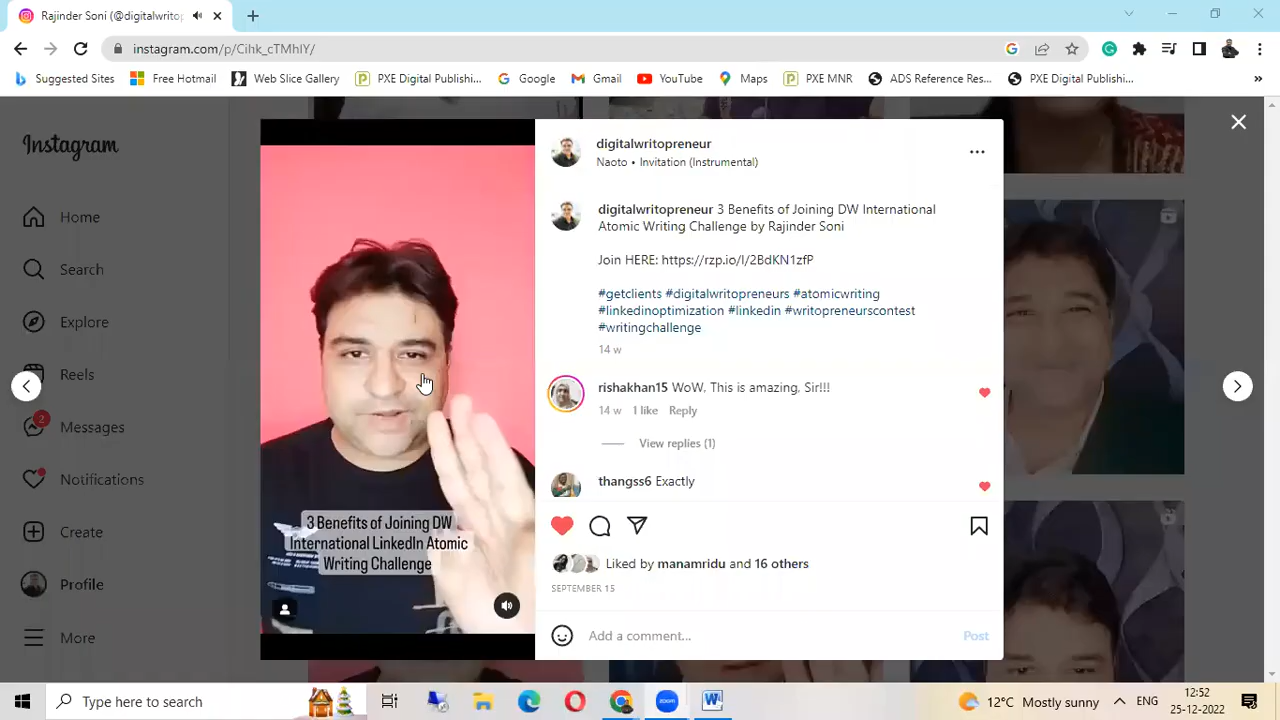 Rajinder Soni (@digitalwritop
instagram.com/p/Cihk_cTMhlY/
Suggested Sites
Free Hotmail
Web Slice Gallery
PXE Digital Publishi...
Google
Gmail
YouTube
Maps
PXE MNR
ADS Reference Res...
PXE Digital Publishi...
»
Instagram
Home
Search
Explore
Reels
2
Messages
Notifications
Create
Profile
More
3 Benefits of Joining DW
International LinkedIn Atomic
Writing Challenge
digitalwritopreneur
Naoto • Invitation (Instrumental)
digitalwritopreneur 3 Benefits of Joining DW International
Atomic Writing Challenge by Rajinder Soni
Join HERE: https://rzp.io/l/2BdKN1zfP
#getclients #digitalwritopreneurs #atomicwriting
#linkedinoptimization #linkedin #writopreneurscontest
#writingchallenge
14 w
rishakhan15 WoW, This is amazing, Sir!!!
14 w 1 like Reply
View replies (1)
thangss6 Exactly
Liked by manamridu and 16 others
SEPTEMBER 15
Add a comment...
Post
Type here to search
zoom
W
12°C Mostly sunny
ENG
12:52
25-12-2022